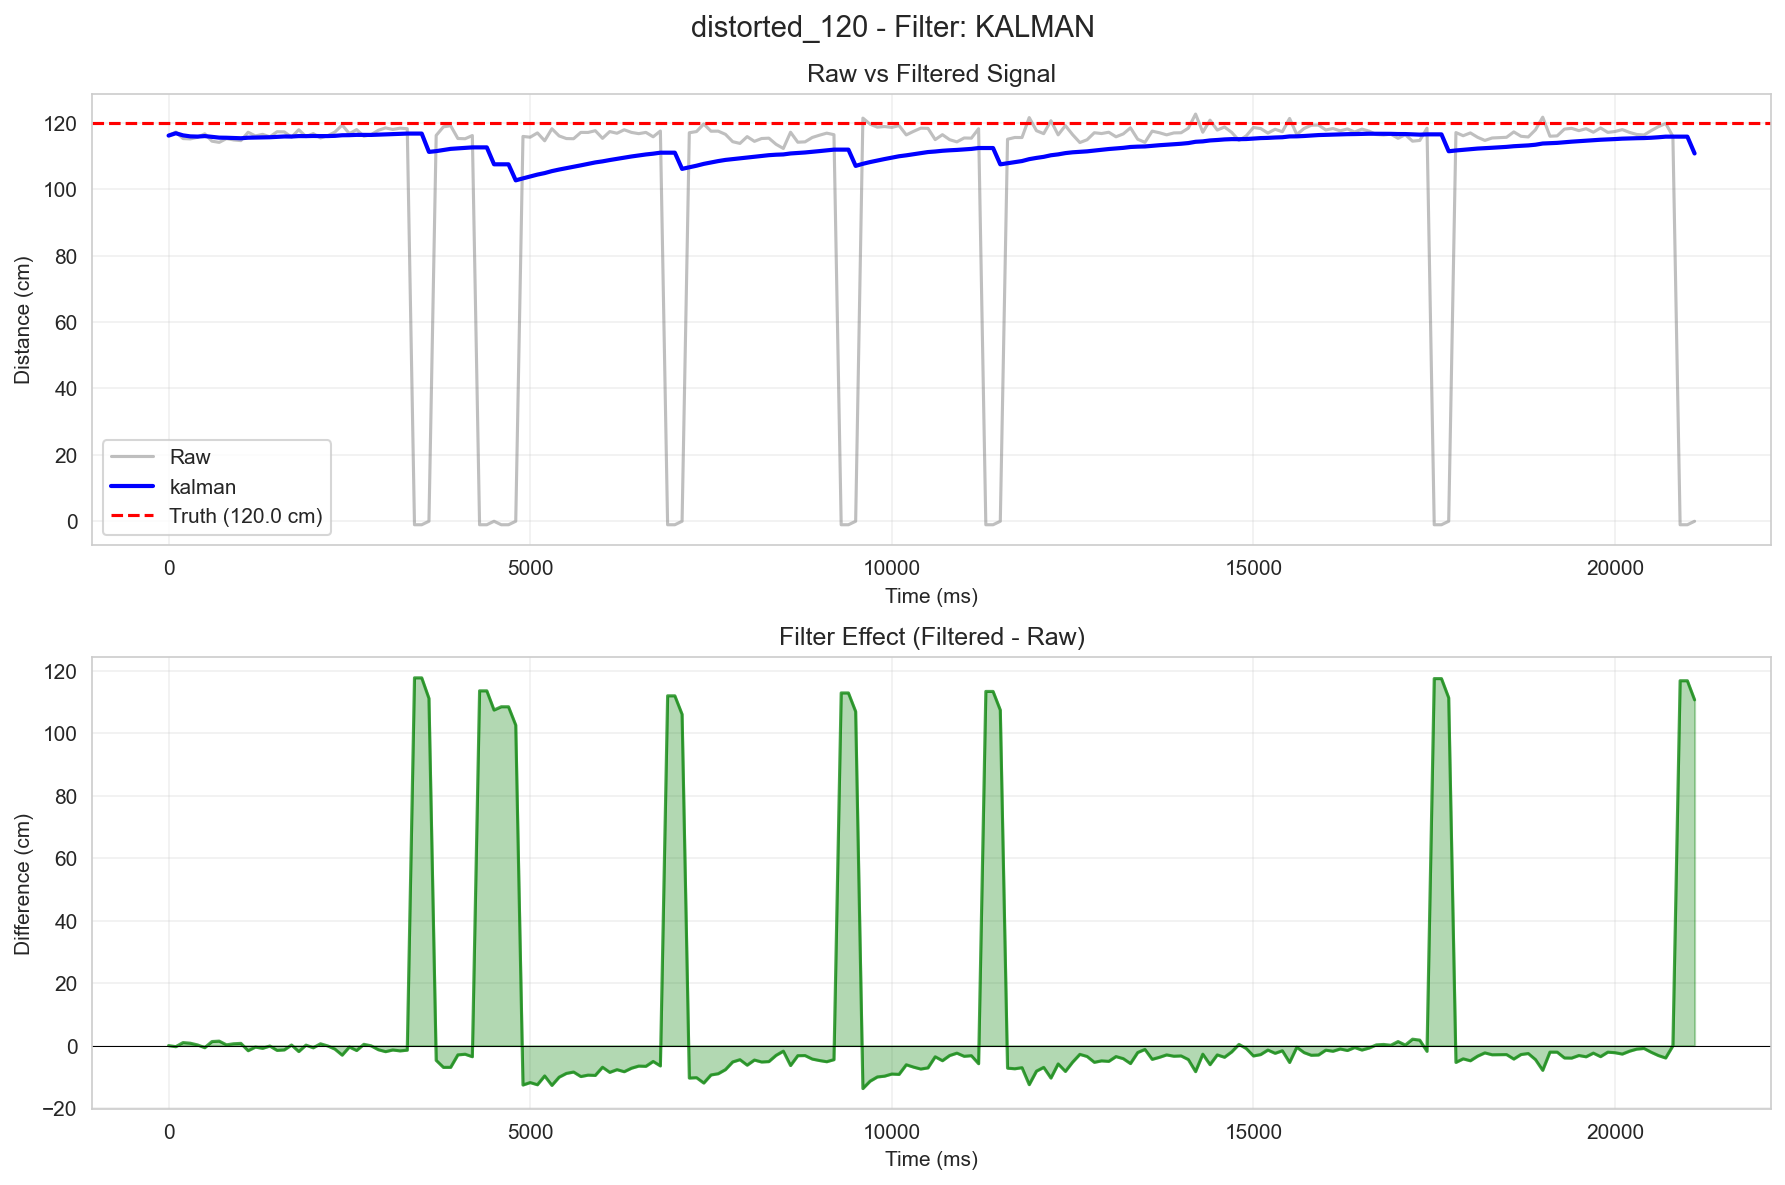 distorted_120 - Filter: KALMAN
Raw vs Filtered Signal
120
100
80
60
40
20
0
Distance (cm)
Raw
kalman
Truth (120.0 cm)
0 5000 10000 15000 20000
Time (ms)
Filter Effect (Filtered - Raw)
120
100
80
60
40
20
0
−20
Difference (cm)
0 5000 10000 15000 20000
Time (ms)